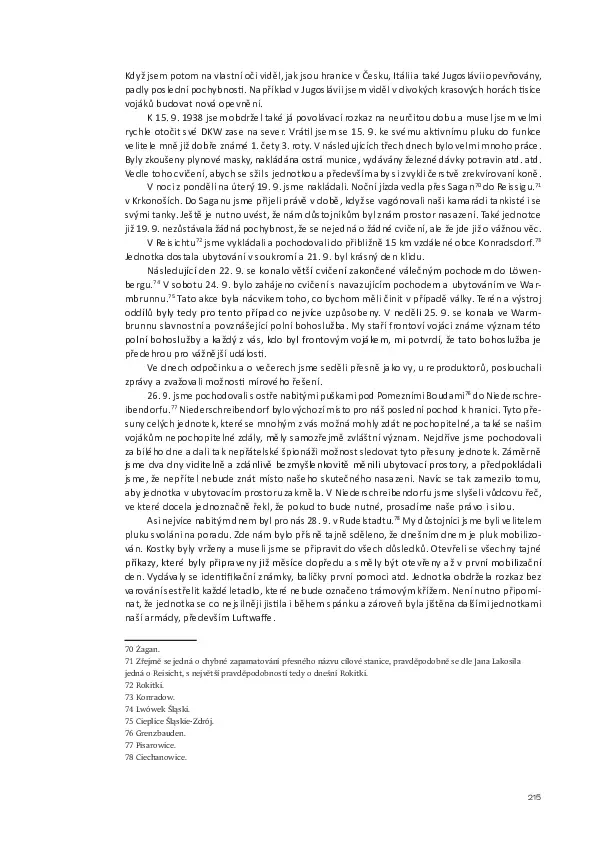 Když jsem potom na vlastní oči viděl, jak jsou hranice v Česku, Itálii a také Jugoslávii opevňovány,
padly poslední pochybnosti. Například v Jugoslávii jsem viděl v divokých krasových horách tisíce
vojáků budovat nová opevnění.
K 15. 9. 1938 jsem obdržel také já povolávací rozkaz na neurčitou dobu a musel jsem velmi
rychle otočit své DKW zase na sever. Vrátil jsem se 15. 9. ke svému aktivnímu pluku do funkce
velitele mně již dobře známé 1. čety 3. roty. V následujících třech dnech bylo velmi mnoho práce.
Byly zkoušeny plynové masky, nakládána ostrá munice, vydávány železné dávky potravin atd. atd.
Vedle toho cvičení, abych se sžil s jednotkou a především aby si zvykli čerstvě zrekvírovaní koně.
V noci z pondělí na úterý 19. 9. jsme nakládali. Noční jízda vedla přes Sagan70 do Reissigu.71
v Krkonoších. Do Saganu jsme přijeli právě v době, kdy se vagónovali naši kamarádi tankisté i se
svými tanky. Ještě je nutno uvést, že nám důstojníkům byl znám prostor nasazení. Také jednotce
již 19. 9. nezůstávala žádná pochybnost, že se nejedná o žádné cvičení, ale že jde již o vážnou věc.
V Reisichtu72 jsme vykládali a pochodovali do přibližně 15 km vzdálené obce Konradsdorf.73
Jednotka dostala ubytování v soukromí a 21. 9. byl krásný den klidu.
Následující den 22. 9. se konalo větší cvičení zakončené válečným pochodem do Löwen-
bergu.74 V sobotu 24. 9. bylo zahájeno cvičení s navazujícím pochodem a ubytováním ve War-
mbrunnu.75 Tato akce byla nácvikem toho, co bychom měli činit v případě války. Terén a výstroj
oddílů byly tedy pro tento případ co nejvíce uzpůsobeny. V neděli 25. 9. se konala ve Warm-
brunnu slavnostní a povznášející polní bohoslužba. My staří frontoví vojáci známe význam této
polní bohoslužby a každý z vás, kdo byl frontovým vojákem, mi potvrdí, že tato bohoslužba je
předehrou pro vážnější události.
Ve dnech odpočinku a o večerech jsme seděli přesně jako vy, u reproduktorů, poslouchali
zprávy a zvažovali možnosti mírového řešení.
26. 9. jsme pochodovali s ostře nabitými puškami pod Pomezními Boudami76 do Niederschre-
ibendorfu.77 Niederschreibendorf bylo výchozí místo pro náš poslední pochod k hranici. Tyto pře-
suny celých jednotek, které se mnohým z vás možná mohly zdát nepochopitelné, a také se našim
vojákům nepochopitelné zdály, měly samozřejmě zvláštní význam. Nejdříve jsme pochodovali
za bílého dne a dali tak nepřátelské špionáži možnost sledovat tyto přesuny jednotek. Záměrně
jsme dva dny viditelně a zdánlivě bezmyšlenkovitě měnili ubytovací prostory, a předpokládali
jsme, že nepřítel nebude znát místo našeho skutečného nasazení. Navíc se tak zamezilo tomu,
aby jednotka v ubytovacím prostoru zakrněla. V Niederschreibendorfu jsme slyšeli vůdcovu řeč,
ve které docela jednoznačně řekl, že pokud to bude nutné, prosadíme naše právo i silou.
Asi nejvíce nabitým dnem byl pro nás 28. 9. v Rudelstadtu.78 My důstojníci jsme byli velitelem
pluku svoláni na poradu. Zde nám bylo přísně tajně sděleno, že dnešním dnem je pluk mobilizo-
ván. Kostky byly vrženy a museli jsme se připravit do všech důsledků. Otevřeli se všechny tajné
příkazy, které byly připraveny již měsíce dopředu a směly být otevřeny až v první mobilizační
den. Vydávaly se identifikační známky, balíčky první pomoci atd. Jednotka obdržela rozkaz bez
varování sestřelit každé letadlo, které nebude označeno trámovým křížem. Není nutno připomí-
nat, že jednotka se co nejsilněji jistila i během spánku a zároveň byla jištěna dalšími jednotkami
naší armády, především Luftwaffe.
70 Żagan.
71 Zřejmě se jedná o chybné zapamatování přesného názvu cílové stanice, pravděpodobně se dle Jana Lakosila
jedná o Reisicht, s největší pravděpodobností tedy o dnešní Rokitki.
72 Rokitki.
73 Konradow.
74 Lwówek Śląski.
75 Cieplice Śląskie-Zdrój.
76 Grenzbauden.
77 Pisarowice.
78 Ciechanowice.
215